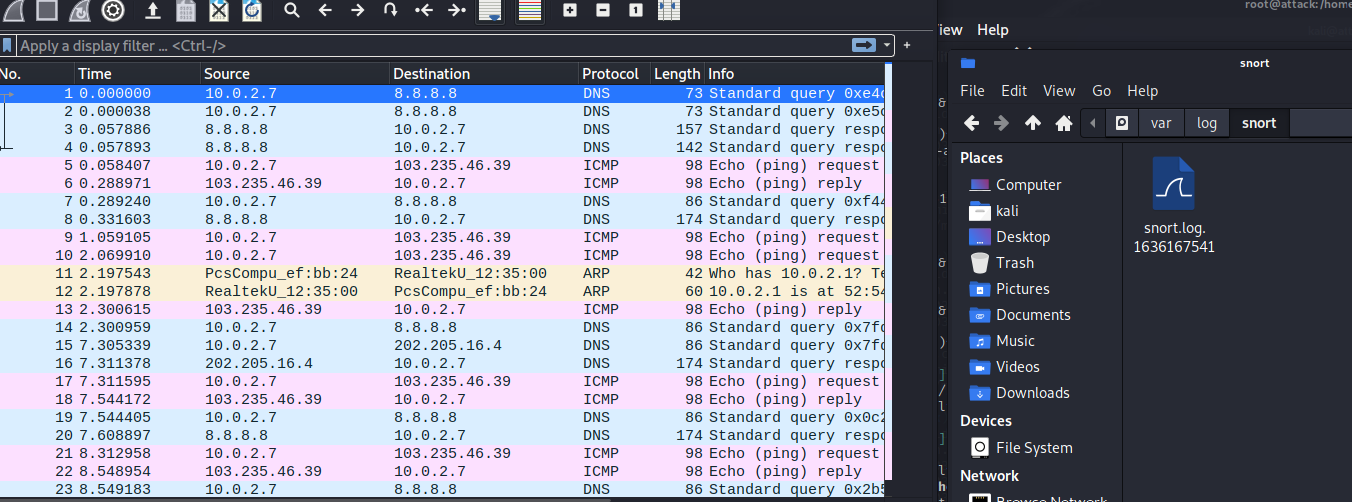 root@attack:/home
Apply a display filter … <Ctrl-/>
iew Help
No. Time Source Destination Protocol Length Info
1 0.000000 10.0.2.7 8.8.8.8 DNS 73 Standard query
2 0.000038 10.0.2.7 8.8.8.8 DNS 73 Standard query
3 0.057886 8.8.8.8 10.0.2.7 DNS 157 Standard query respo
4 0.057893 8.8.8.8 10.0.2.7 DNS 142 Standard query respo
5 0.058407 10.0.2.7 103.235.46.39 ICMP 98 Echo (ping) request
6 0.288971 103.235.46.39 10.0.2.7 ICMP 98 Echo (ping) reply
7 0.289240 10.0.2.7 8.8.8.8 DNS 86 Standard query 0xf44
8 0.331603 8.8.8.8 10.0.2.7 DNS 174 Standard query respo
9 1.059105 10.0.2.7 103.235.46.39 ICMP 98 Echo (ping) request
10 2.069910 10.0.2.7 103.235.46.39 ICMP 98 Echo (ping) request
11 2.197543 PcsCompu_ef:bb:24 RealtekU_12:35:00 ARP 42 Who has 10.0.2.1? Te
12 2.197878 RealtekU_12:35:00 PcsCompu_ef:bb:24 ARP 60 10.0.2.1 is at 52:54
13 2.300615 103.235.46.39 10.0.2.7 ICMP 98 Echo (ping) reply
14 2.300959 10.0.2.7 8.8.8.8 DNS 86 Standard query
15 7.305339 10.0.2.7 202.205.16.4 DNS 86 Standard query
16 7.311378 202.205.16.4 10.0.2.7 DNS 174 Standard query respo
17 7.311595 10.0.2.7 103.235.46.39 ICMP 98 Echo (ping) request
18 7.544172 103.235.46.39 10.0.2.7 ICMP 98 Echo (ping) reply
19 7.544405 10.0.2.7 8.8.8.8 DNS 86 Standard query 0x0c2
20 7.608897 8.8.8.8 10.0.2.7 DNS 174 Standard query respo
21 8.312958 10.0.2.7 103.235.46.39 ICMP 98 Echo (ping) request
22 8.548954 103.235.46.39 10.0.2.7 ICMP 98 Echo (ping) reply
23 8.549183 10.0.2.7 8.8.8.8 DNS 86 Standard query 0x2b5
snort
File Edit View Go Help
var log snort
Places
Computer
kali
Desktop
Trash
Pictures
Documents
Music
Videos
Downloads
Devices
File System
Network
Browse Network
snort.log.
1636167541